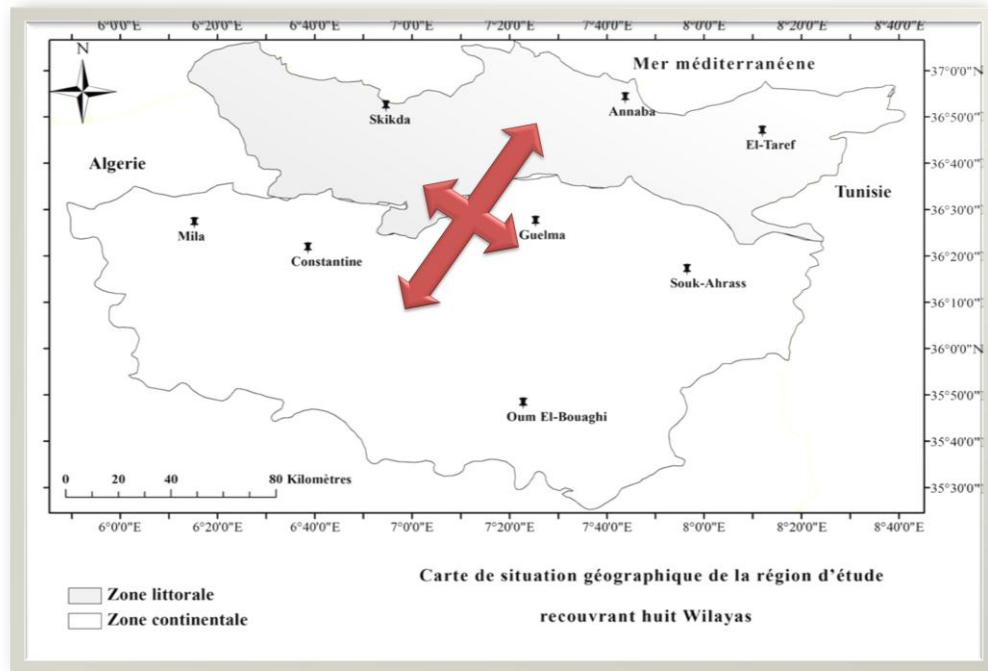 6°0'0"E 6°20'0"E 6°40'0"E 7°0'0"E 7°20'0"E 7°40'0"E 8°0'0"E 8°20'0"E 8°40'0"E
N
Mer méditerranéene
37°0'0"N
Annaba
Skikda
36°50'0"
El-Taref
Algerie
36°40'0"
Tunisie
36°30'0"
Mila
Guelma
Constantine
36°20'0"
Souk-Ahrass
36°10'0"
36°0'0"N
35°50'0"
Oum El-Bouaghi
35°40'0"
0 20 40 80 Kilomètres
35°30'0"
6°0'0"E 6°20'0"E 6°40'0"E 7°0'0"E 7°20'0"E 7°40'0"E 8°0'0"E 8°20'0"E 8°40'0"E
Carte de situation géographique de la région d'étude
recouvrant huit Wilayas
Zone littorale
Zone continentale